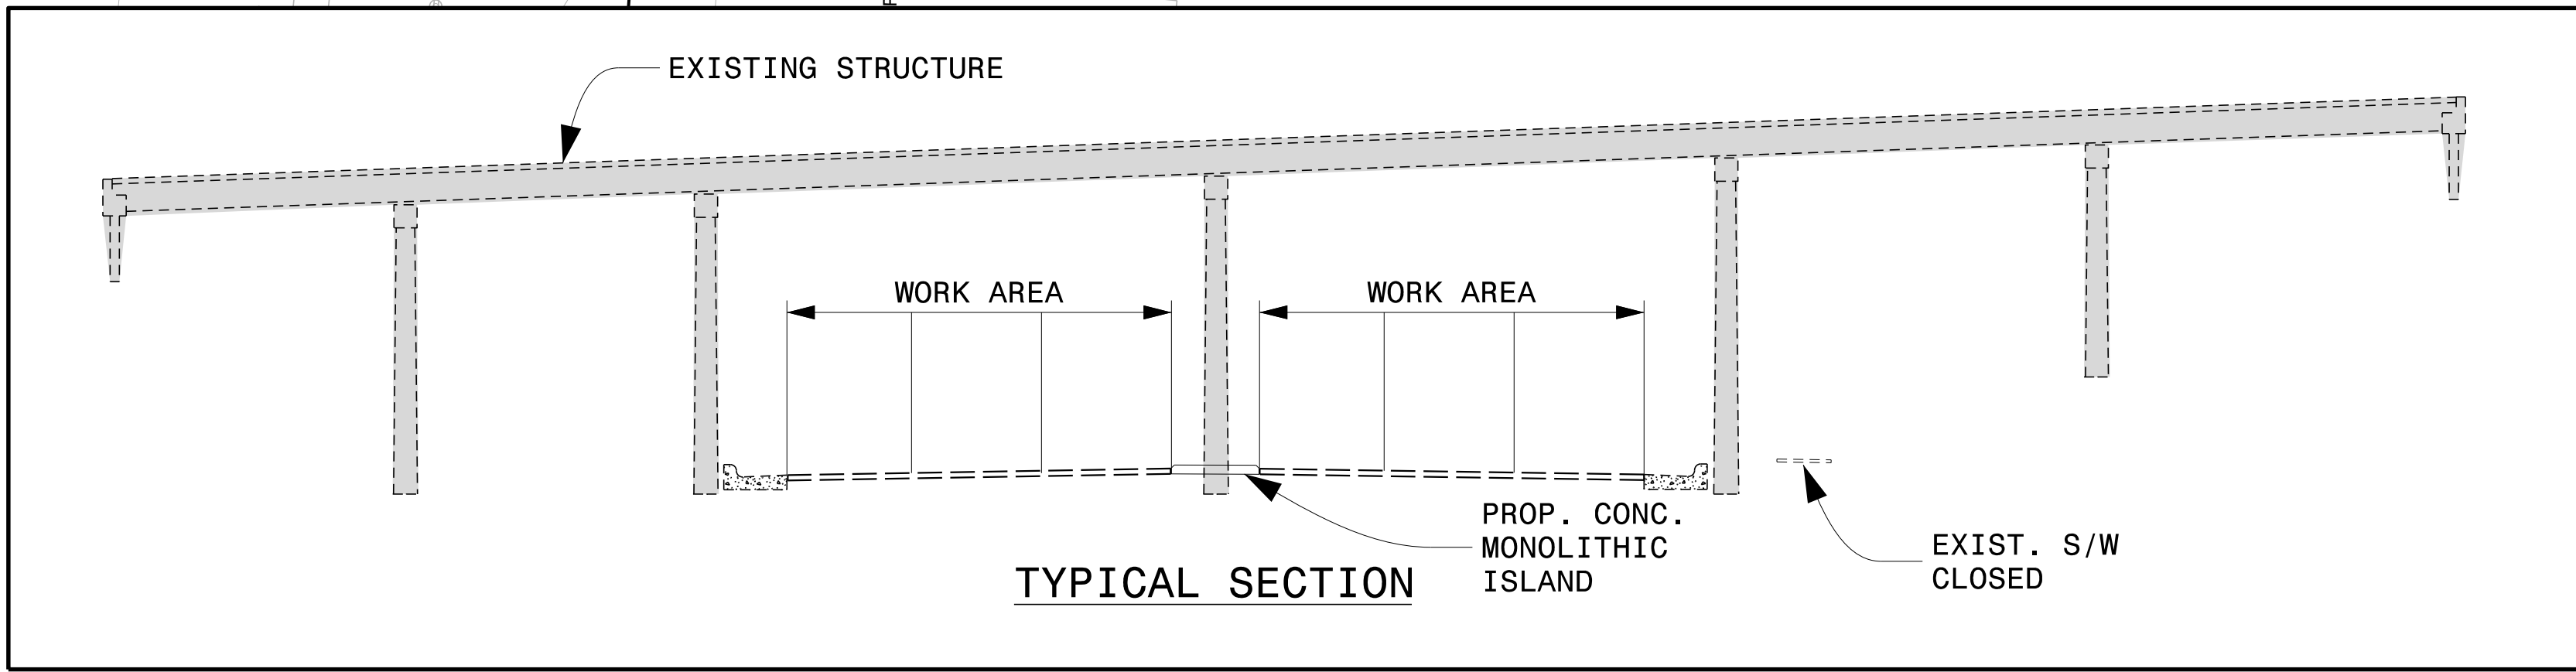 EXISTING STRUCTURE
WORK AREA
WORK AREA
PROP. CONC.
MONOLITHIC
ISLAND
EXIST. S/W
CLOSED
TYPICAL SECTION